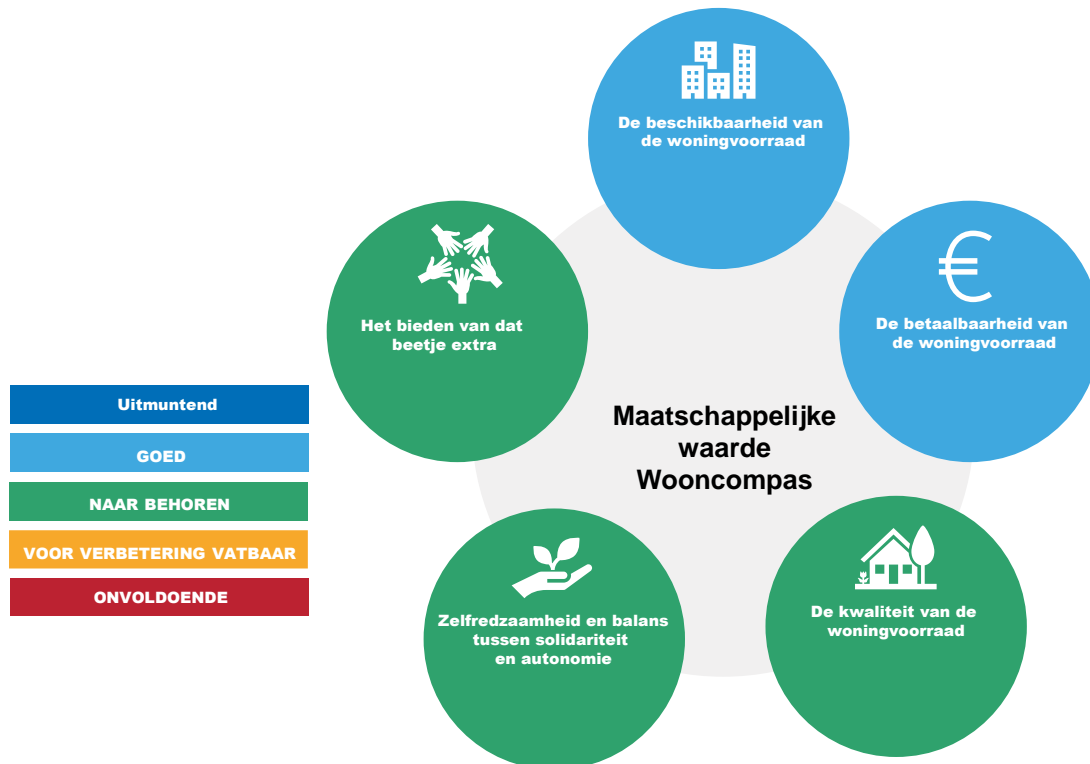 De beschikbaarheid van
de woningvoorraad
Het bieden van dat
beetje extra
De betaalbaarheid van
de woningvoorraad
Maatschappelijke
waarde
Wooncompas
Uitmuntend
GOED
NAAR BEHOREN
VOOR VERBETERING VATBAAR
ONVOLDOENDE
Zelfredzaamheid en balans
tussen solidariteit
en autonomie
De kwaliteit van de
woningvoorraad